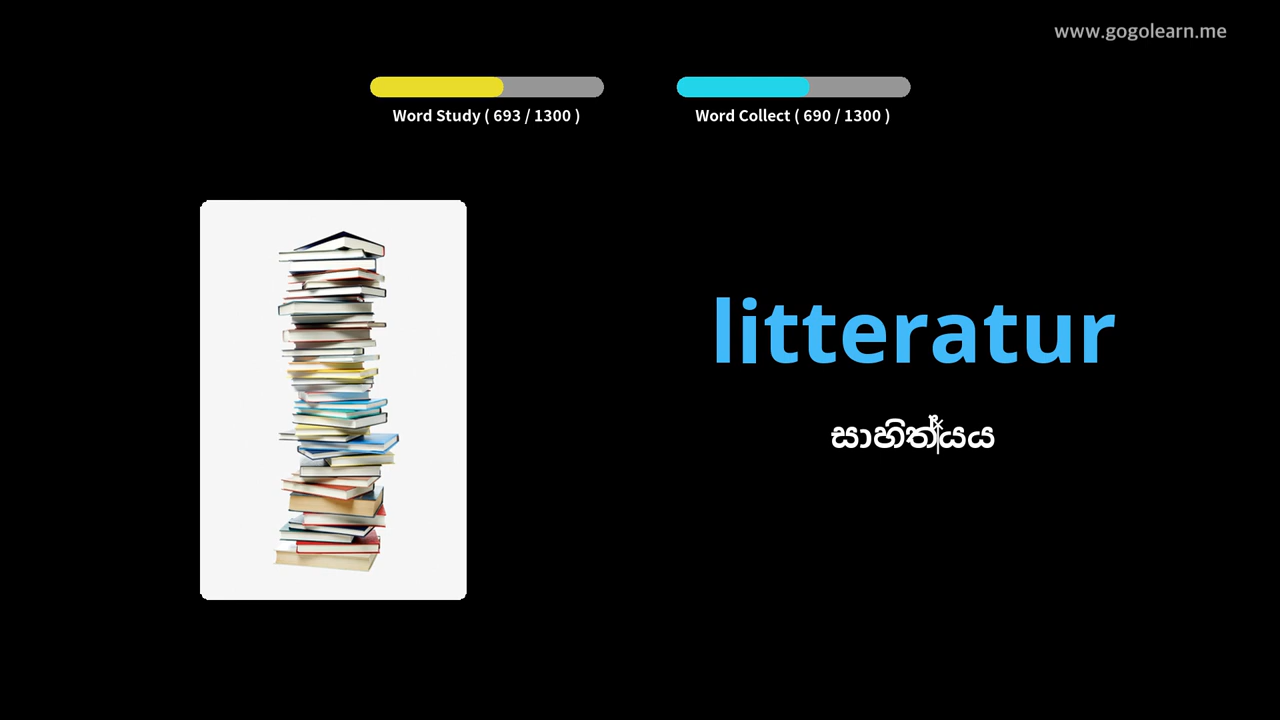 www.gogolearn.me
Word Study ( 693 / 1300 )
Word Collect ( 690 / 1300 )
litteratur
සාහිත්‍යය